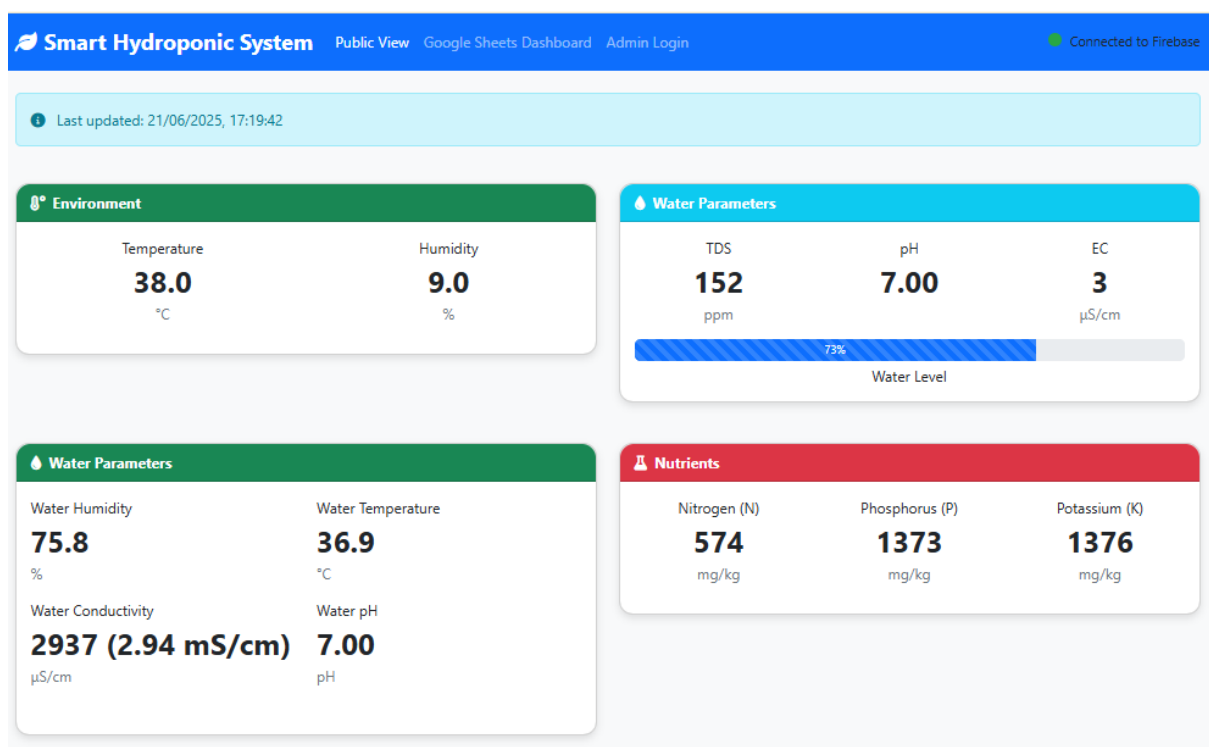 Smart Hydroponic System Public View Google Sheets Dashboard Admin Login Connected to Firebase
Last updated: 21/06/2025, 17:19:42
Environment
Temperature Humidity
38.0 9.0
°C %
Water Parameters
TDS pH EC
152 7.00 3
ppm µS/cm
73%
Water Level
Water Parameters
Water Humidity Water Temperature
75.8 36.9
% °C
Water Conductivity Water pH
2937 (2.94 mS/cm) 7.00
µS/cm pH
Nutrients
Nitrogen (N) Phosphorus (P) Potassium (K)
574 1373 1376
mg/kg mg/kg mg/kg